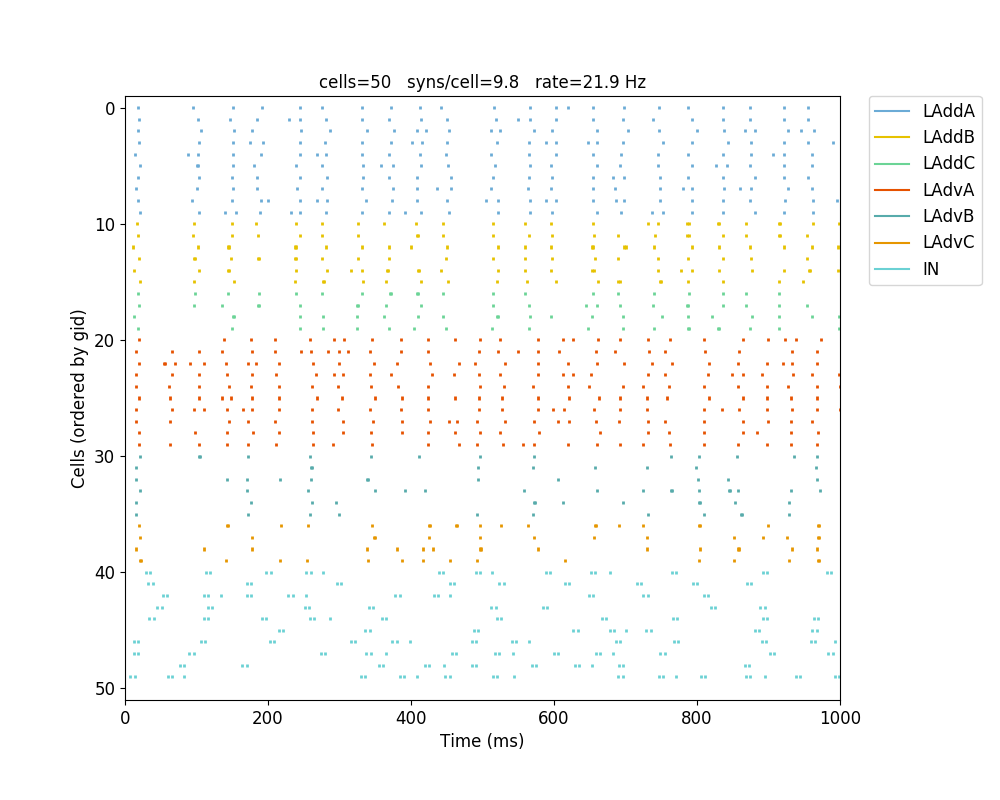 cells=50 syns/cell=9.8 rate=21.9 Hz
0
10
20
30
40
50
Cells (ordered by gid)
0 200 400 600 800 1000
Time (ms)
LAddA
LAddB
LAddC
LAdvA
LAdvB
LAdvC
IN